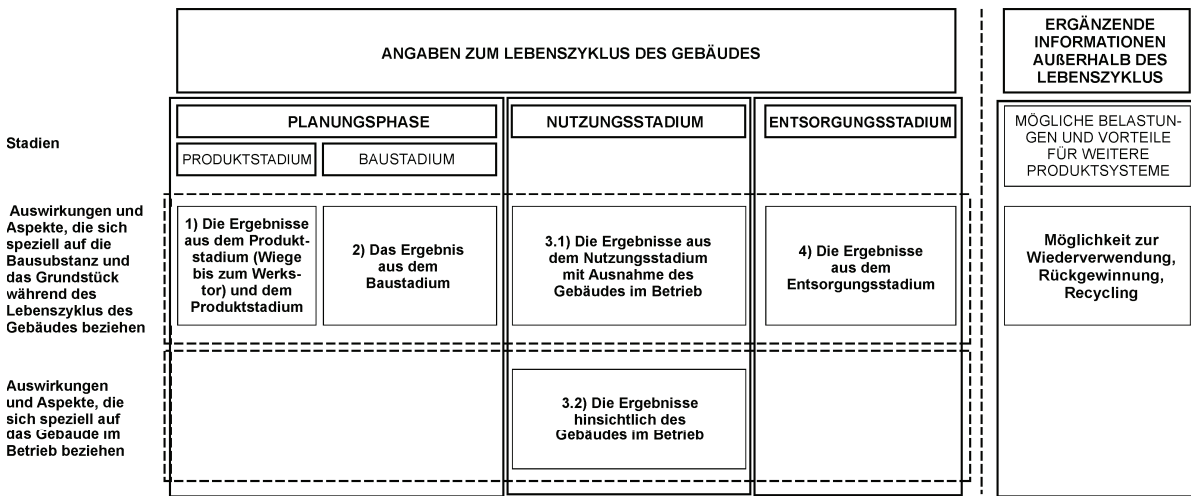 ANGABEN ZUM LEBENSZYKLUS DES GEBÄUDES
ERGÄNZENDE
INFORMATIONEN
AUßERHALB DES
LEBENSZYKLUS
Stadien
PLANUNGSPHASE
NUTZUNGSSTADIUM
ENTSORGUNGSSTADIUM
MÖGLICHE BELASTUN-
GEN UND VORTEILE
FÜR WEITERE
PRODUKTSYSTEME
PRODUKTSTADIUM
BAUSTADIUM
Auswirkungen und
Aspekte, die sich
speziell auf die
Bausubstanz und
das Grundstück
während des
Lebenszyklus des
Gebäudes beziehen
1) Die Ergebnisse
aus dem Produkt-
stadium (Wiege
bis zum Werks-
tor) und dem
Produktstadium
2) Das Ergebnis
aus dem
Baustadium
3.1) Die Ergebnisse aus
dem Nutzungsstadium
mit Ausnahme des
Gebäudes im Betrieb
4) Die Ergebnisse
aus dem
Entsorgungsstadium
Möglichkeit zur
Wiederverwendung,
Rückgewinnung,
Recycling
Auswirkungen
und Aspekte, die
sich speziell auf
das Gebäude im
Betrieb beziehen
3.2) Die Ergebnisse
hinsichtlich des
Gebäudes im Betrieb